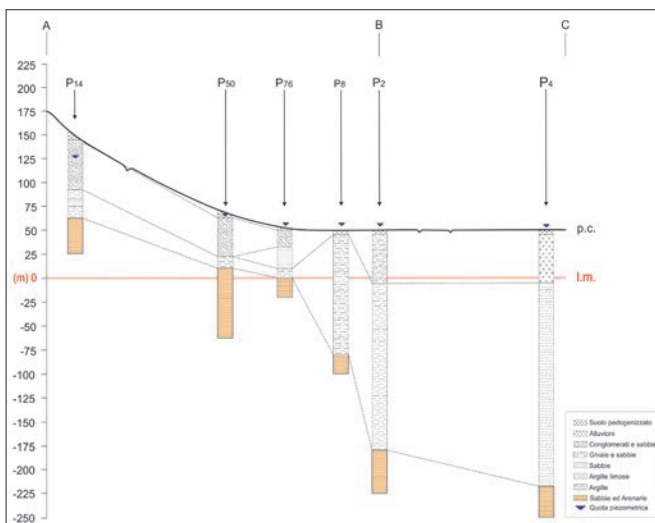 A B C
225
200
175
150
125
100
75
50
25
(m) 0
-25
-50
-75
-100
-125
-150
-175
-200
-225
-250
P14 P50 P76 P8 P2 P4
p.c.
l.m.
Suolo pedogenizzato
Alluvioni
Conglomerati e sabbie
Ghiaie e sabbie
Sabbie
Argille limose
Argille
Sabbie ed Arenarie
Quota piezometrica